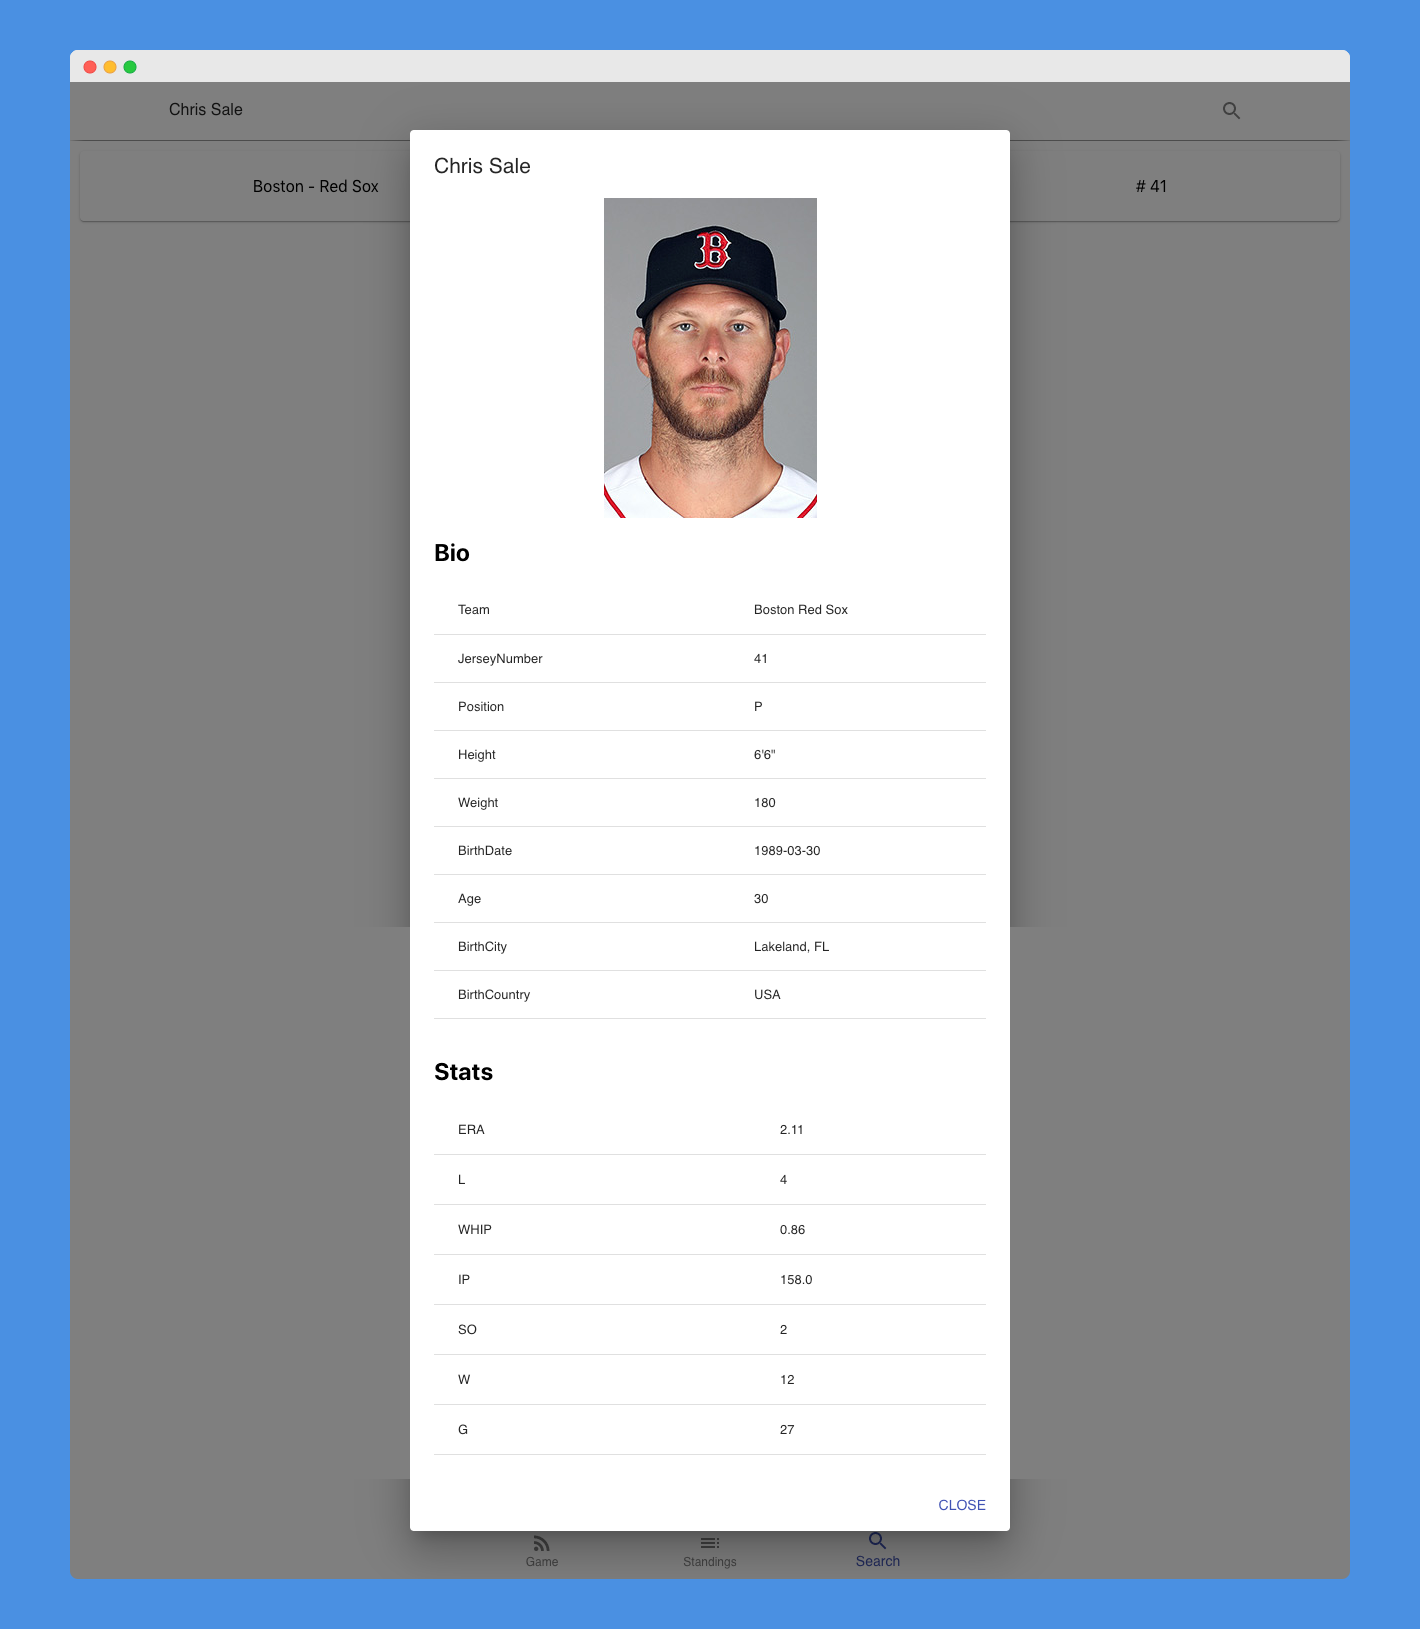 Chris Sale
Boston - Red Sox
# 41
Chris Sale
B
Bio
Team Boston Red Sox
JerseyNumber 41
Position P
Height 6'6"
Weight 180
BirthDate 1989-03-30
Age 30
BirthCity Lakeland, FL
BirthCountry USA
Stats
ERA 2.11
L 4
WHIP 0.86
IP 158.0
SO 2
W 12
G 27
CLOSE
Game Standings Search